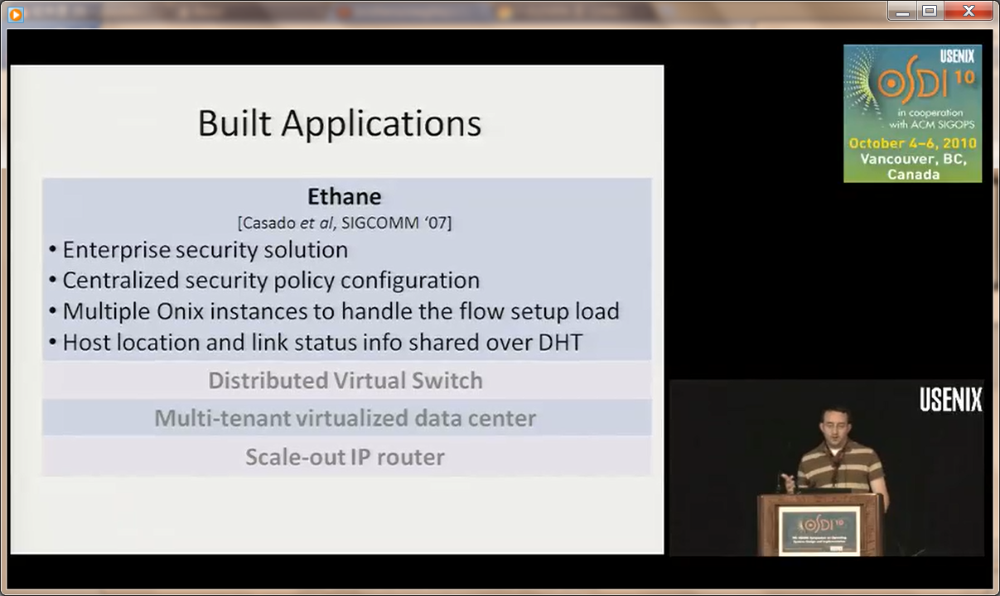 Built Applications
Ethane
[Casado et al, SIGCOMM ‘07]
• Enterprise security solution
• Centralized security policy configuration
• Multiple Onix instances to handle the flow setup load
• Host location and link status info shared over DHT
Distributed Virtual Switch
Multi-tenant virtualized data center
Scale-out IP router
USENIX
OSDI 10
in cooperation
with ACM SIGOPS
October 4–6, 2010
Vancouver, BC,
Canada
USENIX
OSDI 10